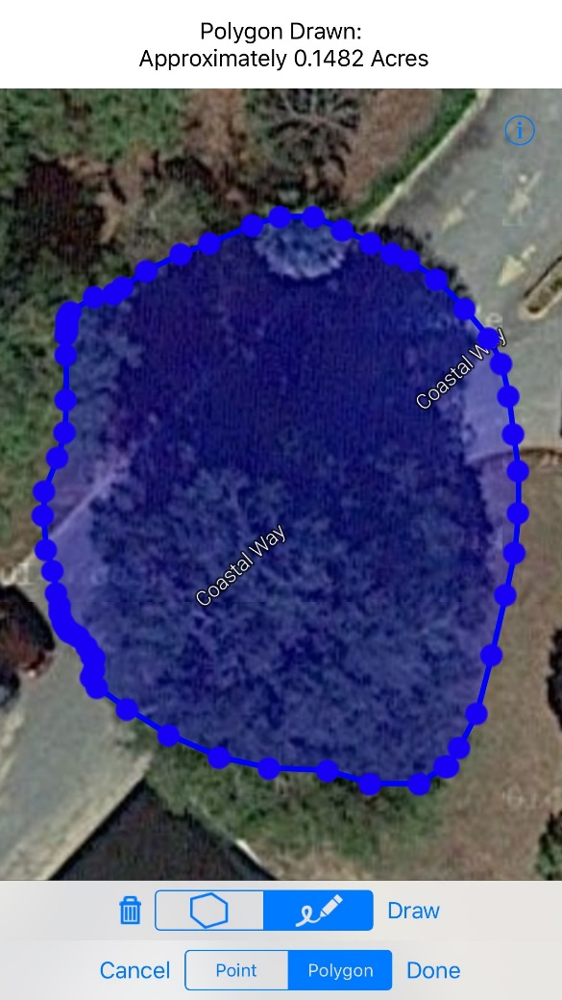 Polygon Drawn:
Approximately 0.1482 Acres
Coastal Way
Coastal Way
Draw
Cancel
Point
Polygon
Done